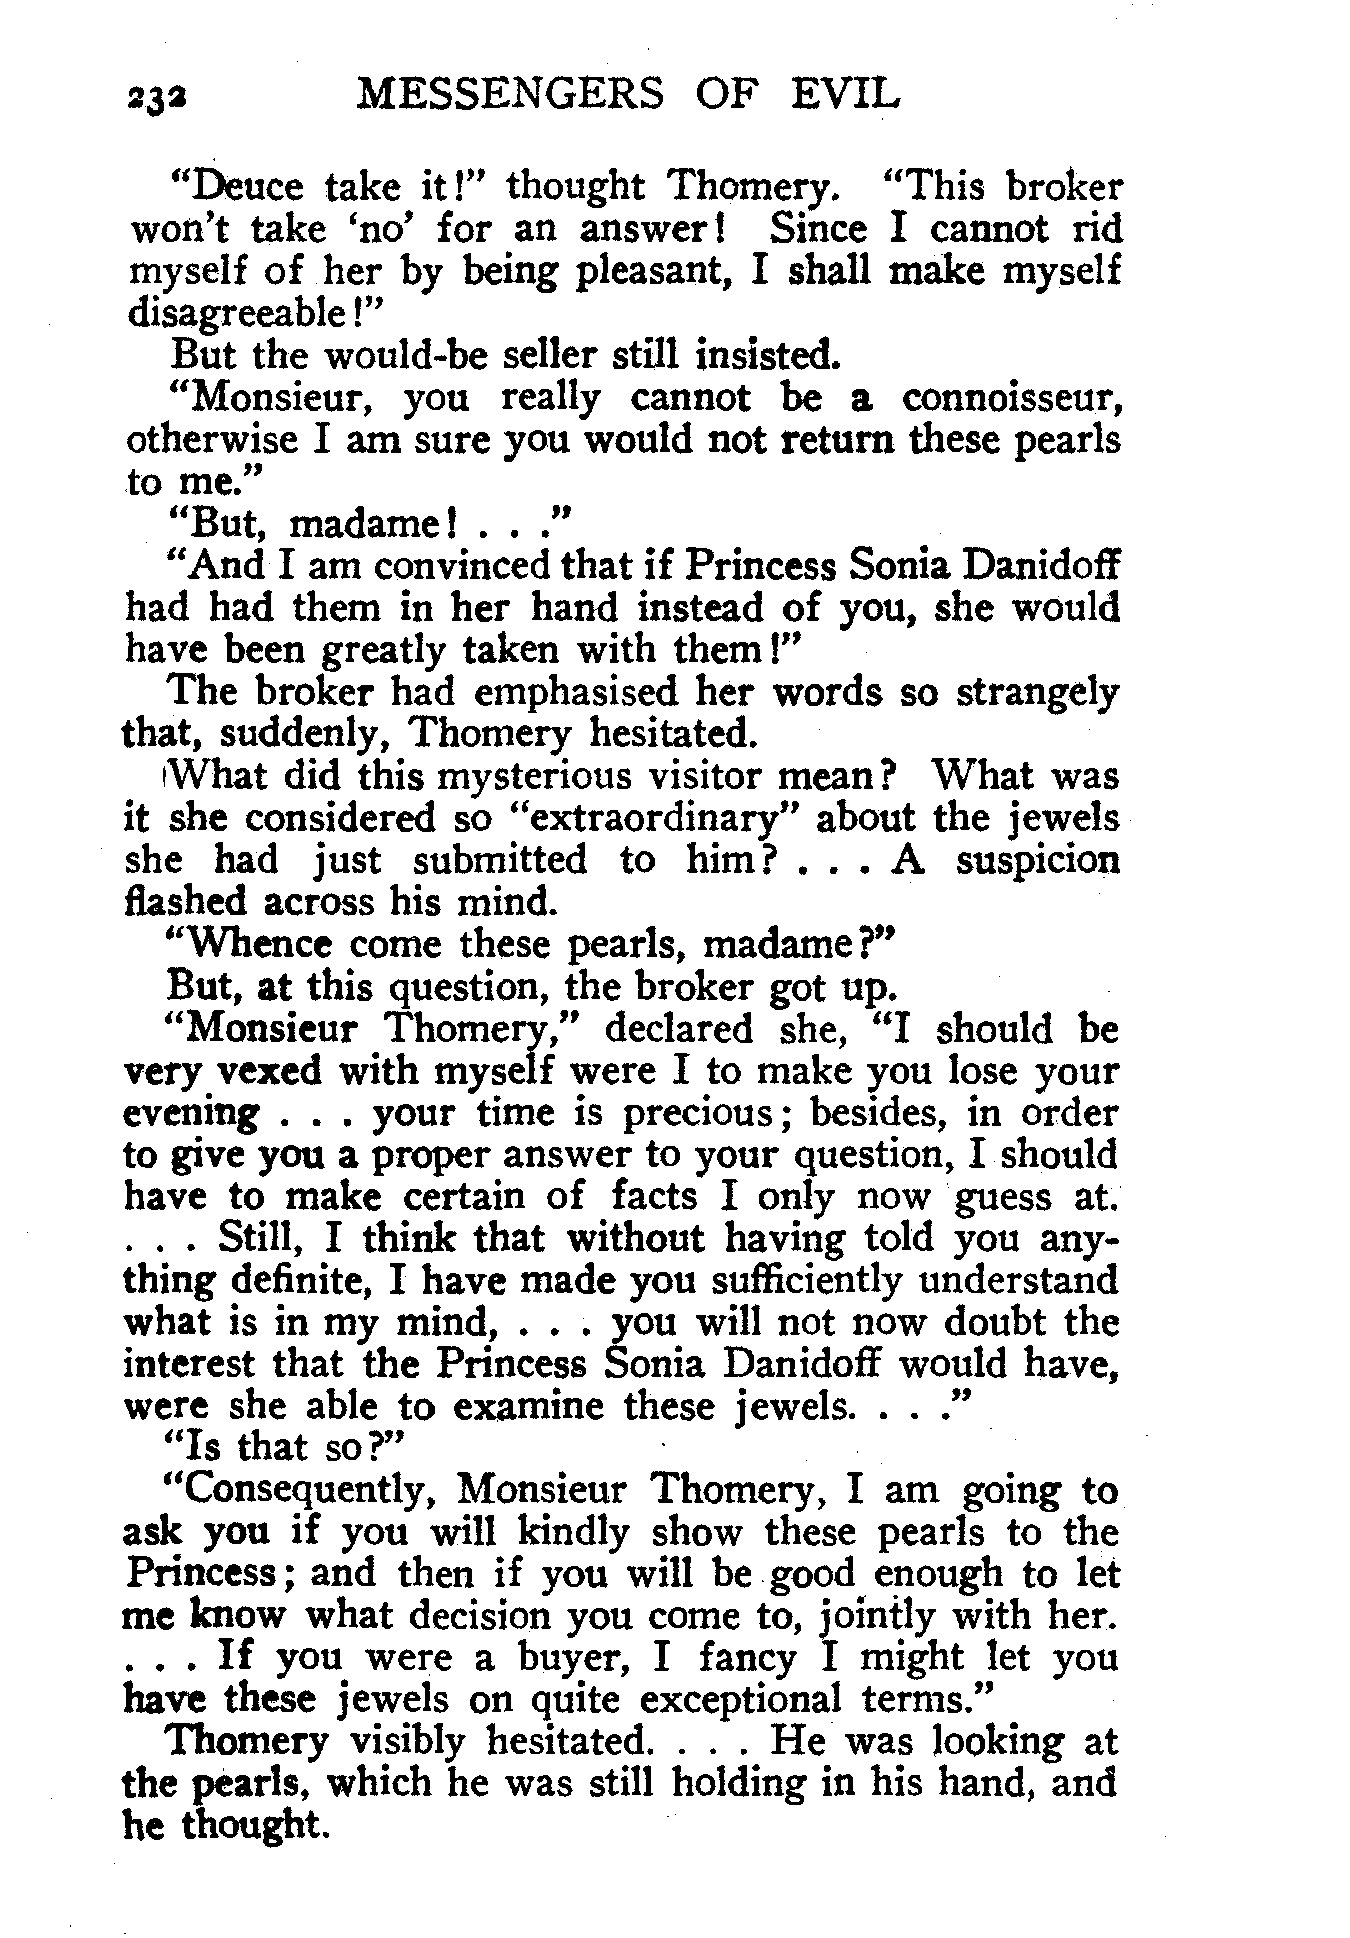 232 MESSENGERS OF EVIL
“Deuce take it!” thought Thomery. “This broker
won’t take ‘no’ for an answer! Since I cannot rid
myself of her by being pleasant, I shall make myself
disagreeable!”
But the would-be seller still insisted.
“Monsieur, you really cannot be a connoisseur,
otherwise I am sure you would not return these pearls
to me.”
“But, madame! . . .”
“And I am convinced that if Princess Sonia Danidoff
had had them in her hand instead of you, she would
have been greatly taken with them!”
The broker had emphasised her words so strangely
that, suddenly, Thomery hesitated.
What did this mysterious visitor mean? What was
it she considered so “extraordinary” about the jewels
she had just submitted to him? . . . A suspicion
flashed across his mind.
“Whence come these pearls, madame?”
But, at this question, the broker got up.
“Monsieur Thomery,” declared she, “I should be
very vexed with myself were I to make you lose your
evening . . . your time is precious; besides, in order
to give you a proper answer to your question, I should
have to make certain of facts I only now guess at.
. . . Still, I think that without having told you any-
thing definite, I have made you sufficiently understand
what is in my mind, . . . you will not now doubt the
interest that the Princess Sonia Danidoff would have,
were she able to examine these jewels. . . .”
“Is that so?”
“Consequently, Monsieur Thomery, I am going to
ask you if you will kindly show these pearls to the
Princess; and then if you will be good enough to let
me know what decision you come to, jointly with her.
. . . If you were a buyer, I fancy I might let you
have these jewels on quite exceptional terms.”
Thomery visibly hesitated. . . . He was looking at
the pearls, which he was still holding in his hand, and
he thought.